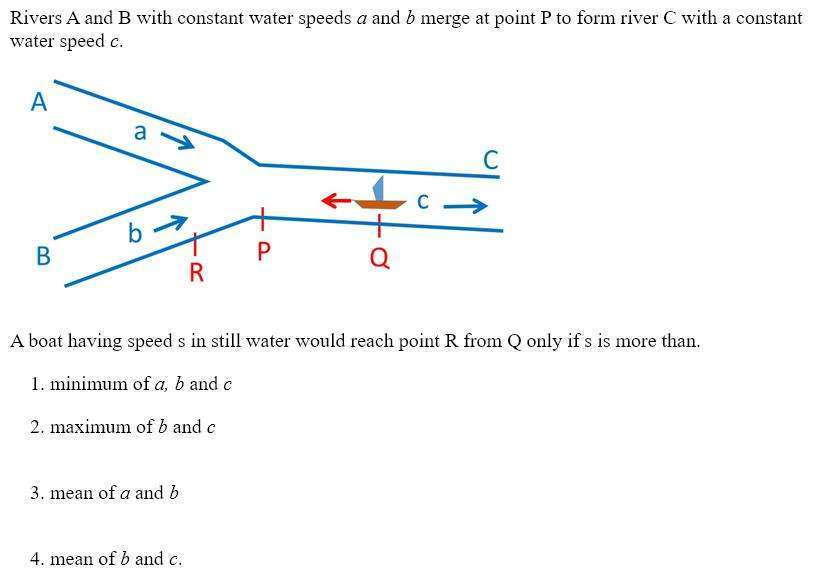 Rivers A and B with constant water speeds a and b merge at point P to form river C with a constant
water speed c.
A
a
C
c
b
B
R
P
Q
A boat having speed s in still water would reach point R from Q only if s is more than.
1. minimum of a, b and c
2. maximum of b and c
3. mean of a and b
4. mean of b and c.